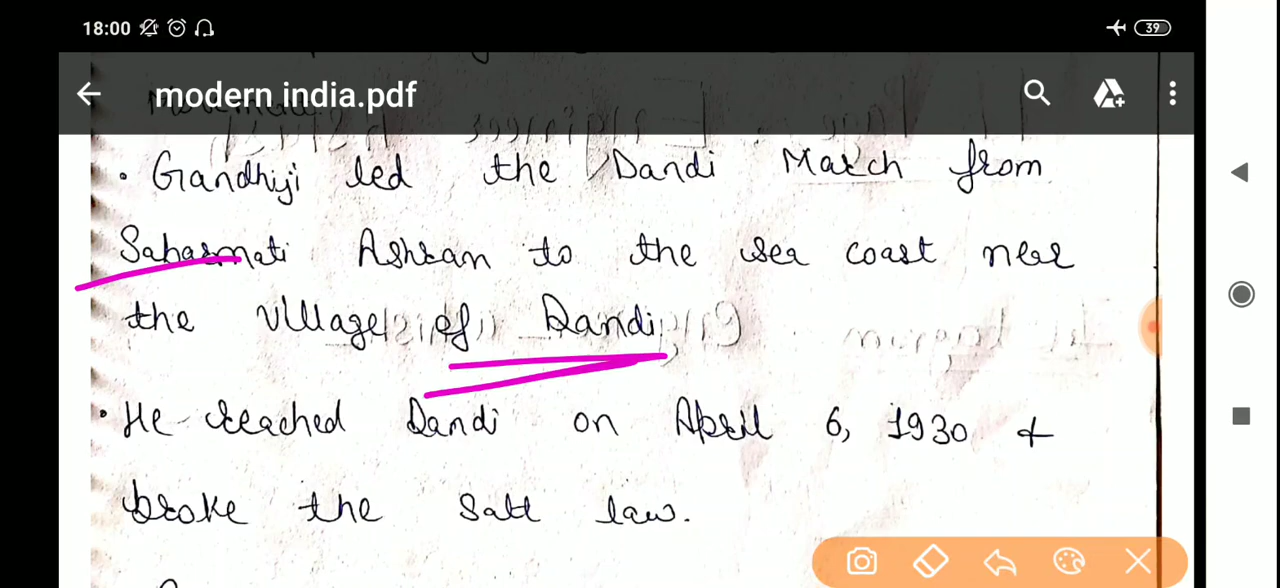 18:00 39
modern india.pdf
• Gandhiji led the Dandi March from
Sabarmati Ashram to the sea coast near
the village of Dandi
• He reached Dandi on April 6, 1930 +
broke the Salt law.